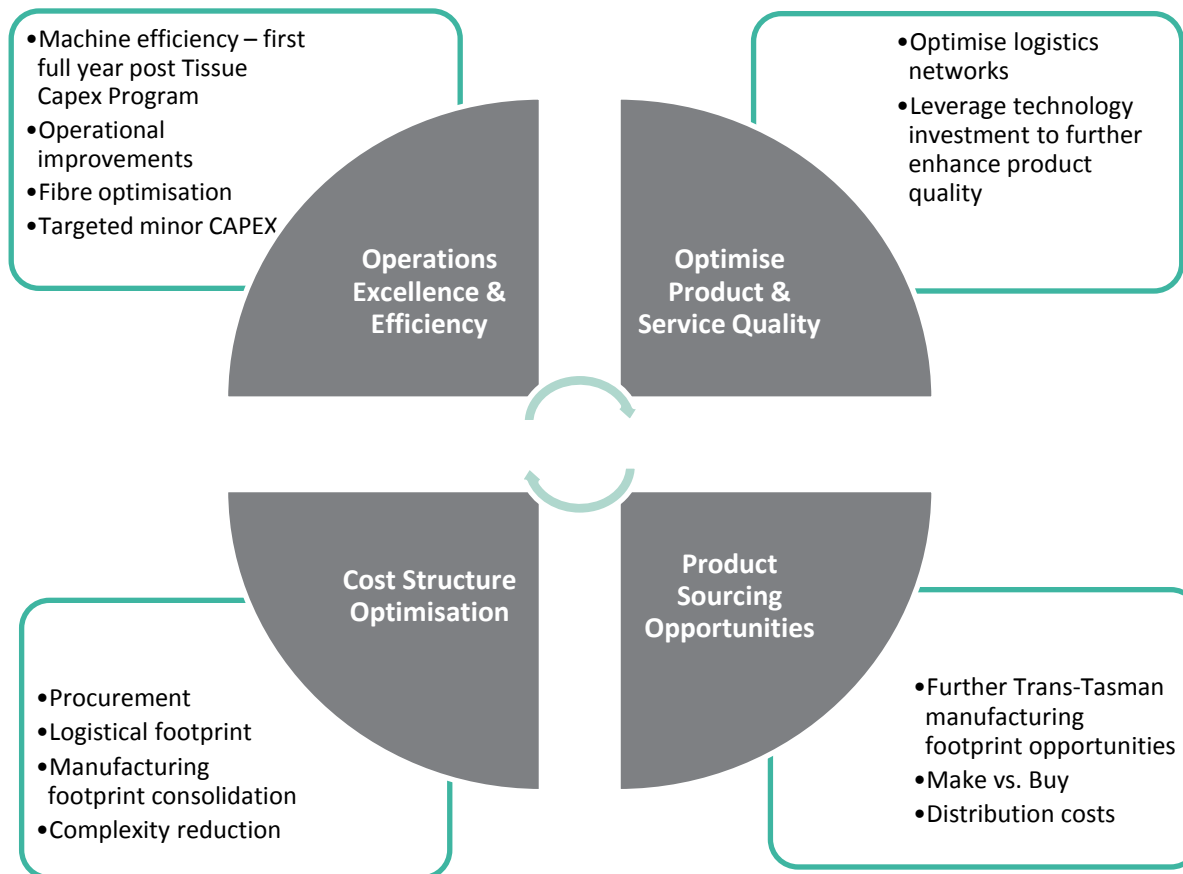 •Machine efficiency – first
full year post Tissue
Capex Program
•Operational
improvements
•Fibre optimisation
•Targeted minor CAPEX
•Optimise logistics
networks
•Leverage technology
investment to further
enhance product
quality
Operations
Excellence &
Efficiency
Optimise
Product &
Service Quality
Cost Structure
Optimisation
Product
Sourcing
Opportunities
•Procurement
•Logistical footprint
•Manufacturing
footprint consolidation
•Complexity reduction
•Further Trans-Tasman
manufacturing
footprint opportunities
•Make vs. Buy
•Distribution costs